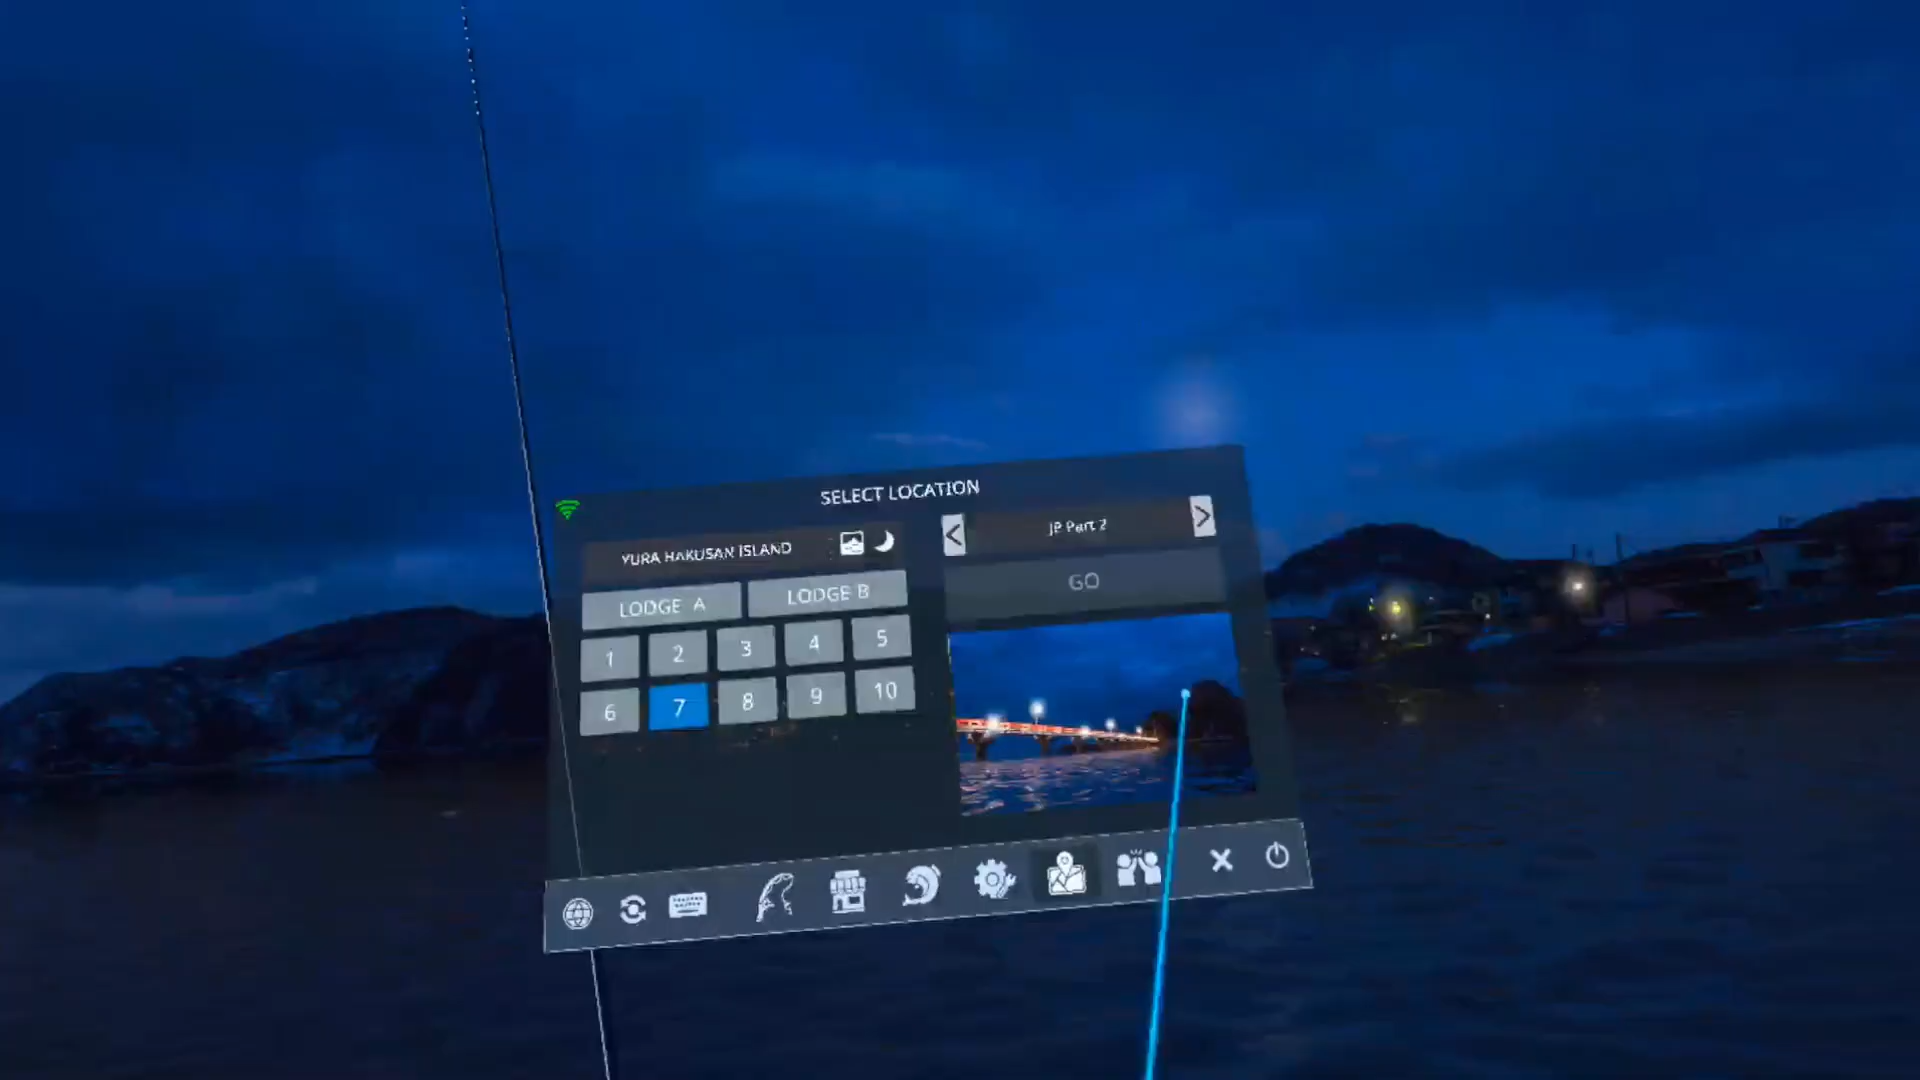 SELECT LOCATION
YURA HAKUSAN ISLAND
LODGE A
LODGE B
1
2
3
4
5
6
7
8
9
10
<
JP Part 2
>
GO